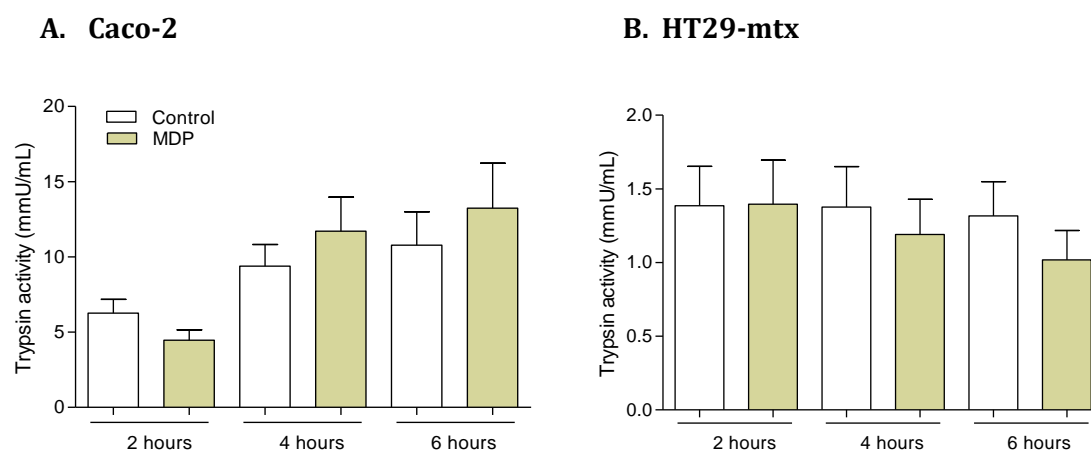 A. Caco-2
Trypsin activity (mmU/mL)
20
15
10
5
0
Control
MDP
2 hours
4 hours
6 hours
B. HT29-mtx
Trypsin activity (mmU/mL)
2.0
1.5
1.0
0.5
0.0
2 hours
4 hours
6 hours